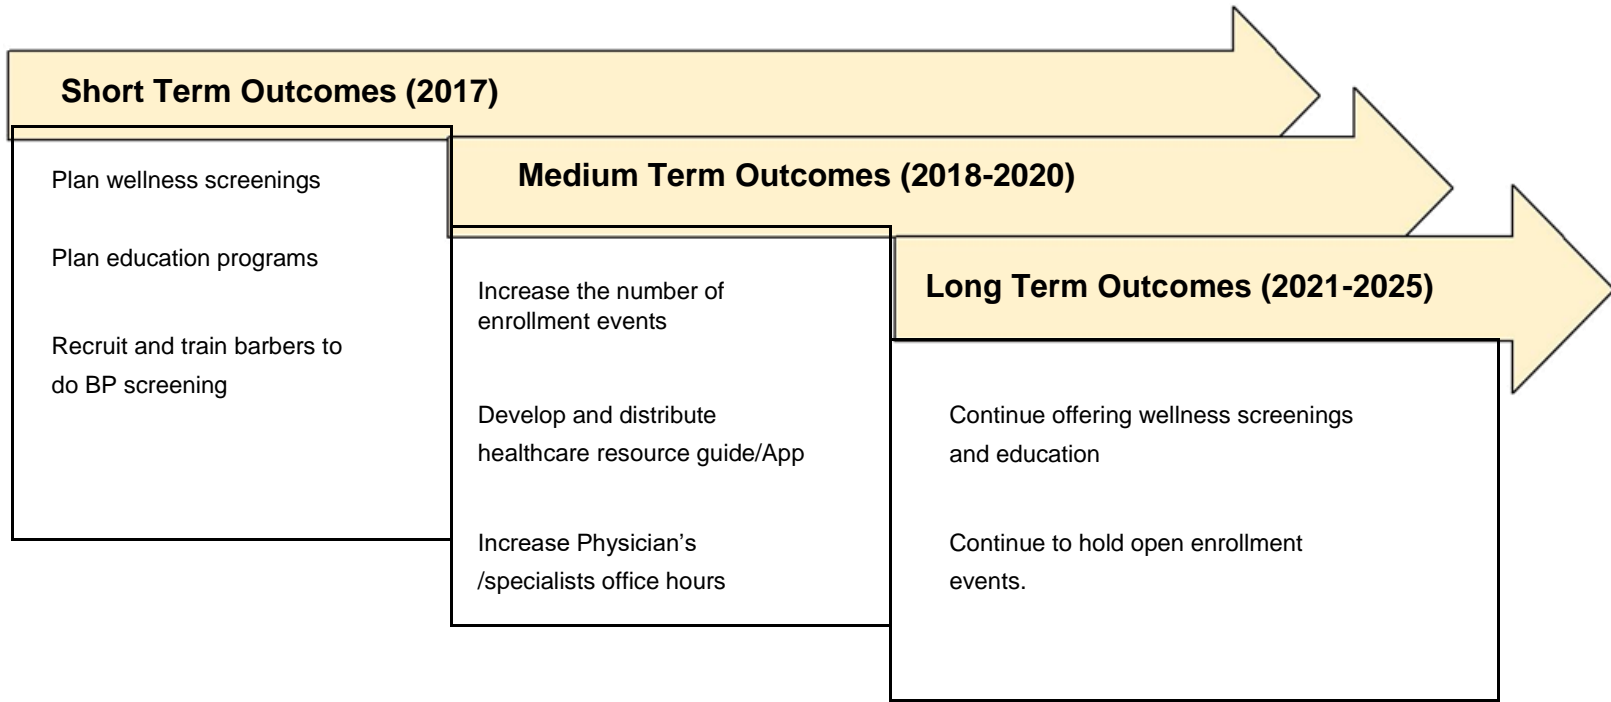 Short Term Outcomes (2017)
Plan wellness screenings
Plan education programs
Recruit and train barbers to
do BP screening
Medium Term Outcomes (2018-2020)
Increase the number of
enrollment events
Develop and distribute
healthcare resource guide/App
Increase Physician’s
/specialists office hours
Long Term Outcomes (2021-2025)
Continue offering wellness screenings
and education
Continue to hold open enrollment
events.